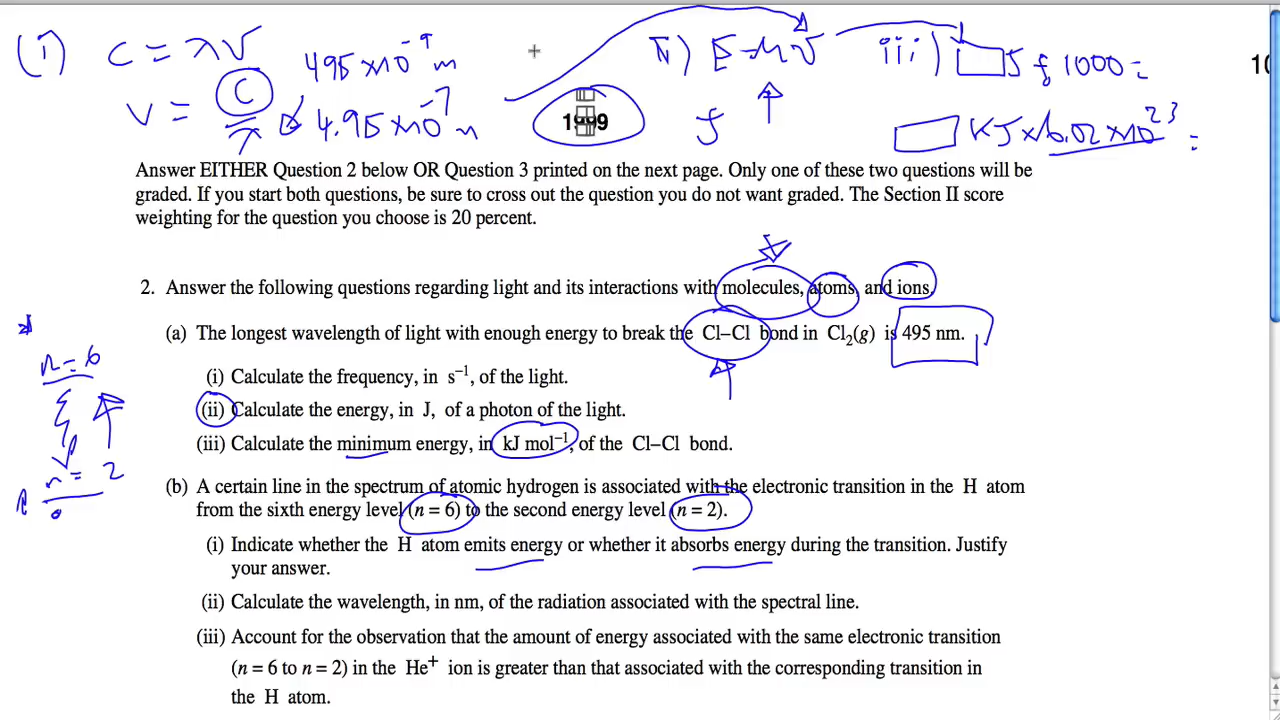 (i) C = λν 495 x 10⁻⁹ m ii) E = hν iii) J ÷ 1000 =
ν = C/λ 4.95 x 10⁻⁷ m J KJ x 6.02 x 10²³ =
10
1999
Answer EITHER Question 2 below OR Question 3 printed on the next page. Only one of these two questions will be
graded. If you start both questions, be sure to cross out the question you do not want graded. The Section II score
weighting for the question you choose is 20 percent.
2. Answer the following questions regarding light and its interactions with molecules, atoms, and ions.
(a) The longest wavelength of light with enough energy to break the Cl–Cl bond in Cl₂(g) is 495 nm.
(i) Calculate the frequency, in s⁻¹, of the light.
(ii) Calculate the energy, in J, of a photon of the light.
(iii) Calculate the minimum energy, in kJ mol⁻¹, of the Cl–Cl bond.
n = 6
n = 2
(b) A certain line in the spectrum of atomic hydrogen is associated with the electronic transition in the H atom
from the sixth energy level (n = 6) to the second energy level (n = 2).
(i) Indicate whether the H atom emits energy or whether it absorbs energy during the transition. Justify
your answer.
(ii) Calculate the wavelength, in nm, of the radiation associated with the spectral line.
(iii) Account for the observation that the amount of energy associated with the same electronic transition
(n = 6 to n = 2) in the He⁺ ion is greater than that associated with the corresponding transition in
the H atom.